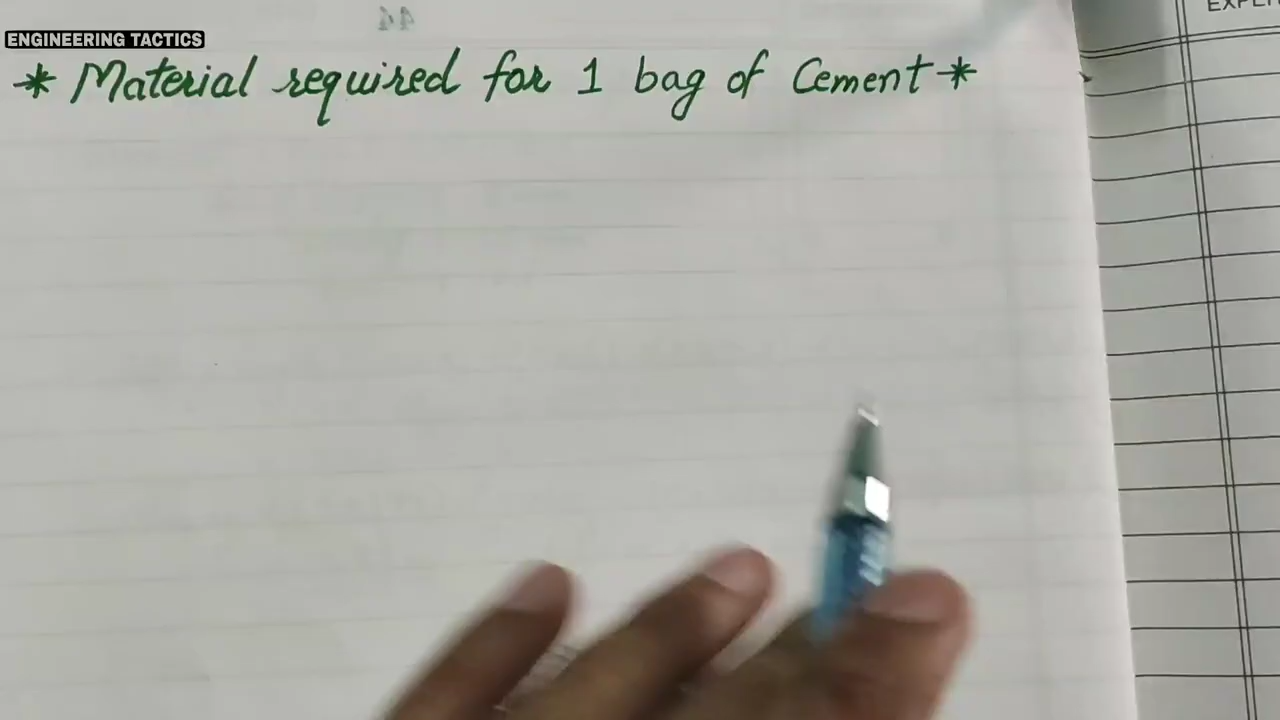 ENGINEERING TACTICS
* Material required for 1 bag of Cement *